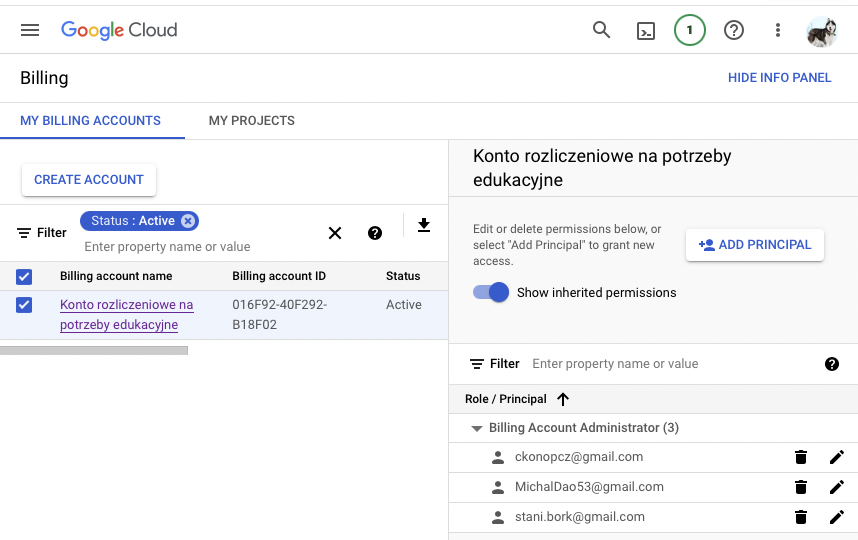 Google Cloud
1
Billing
HIDE INFO PANEL
MY BILLING ACCOUNTS
MY PROJECTS
CREATE ACCOUNT
Filter
Status : Active
Enter property name or value
Billing account name
Billing account ID
Status
Konto rozliczeniowe na
potrzeby edukacyjne
016F92-40F292-
B18F02
Active
Konto rozliczeniowe na potrzeby
edukacyjne
Edit or delete permissions below, or
select "Add Principal" to grant new
access.
ADD PRINCIPAL
Show inherited permissions
Filter
Enter property name or value
Role / Principal
Billing Account Administrator (3)
ckonopcz@gmail.com
MichalDao53@gmail.com
stani.bork@gmail.com